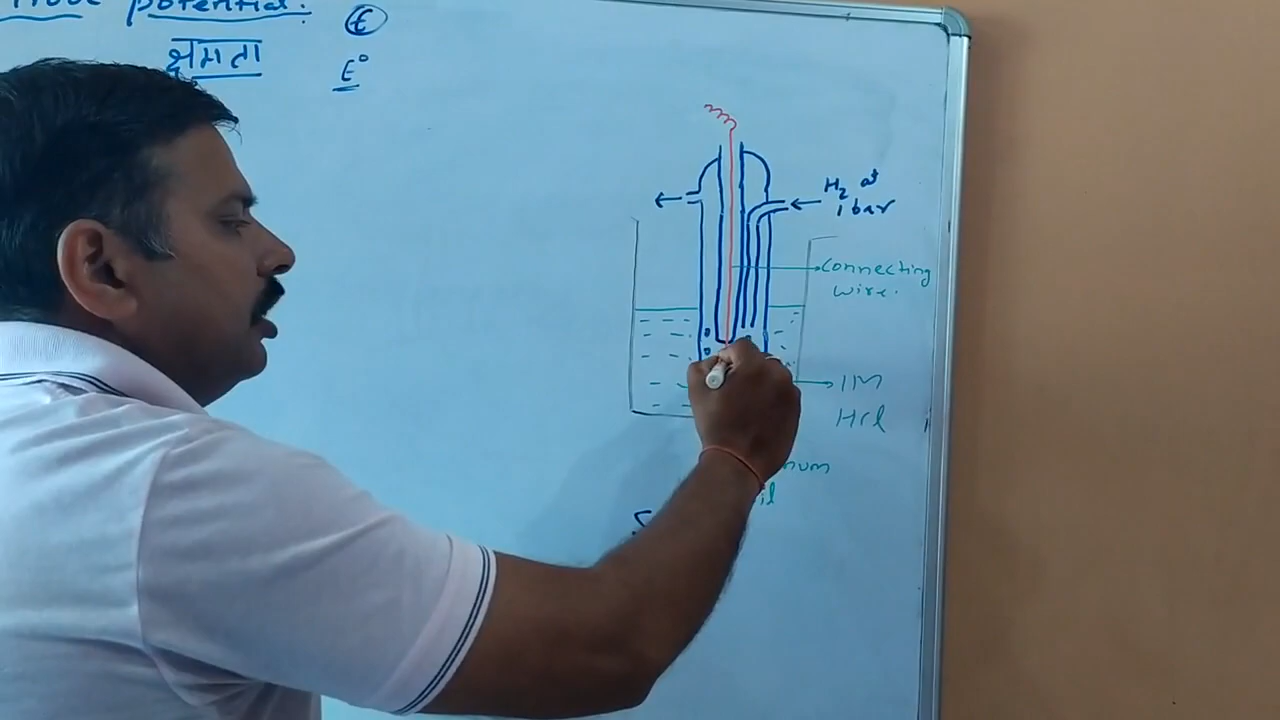 potential.
E
क्षमता
E°
H₂ at
1 bar
Connecting
wire.
1M
HCl